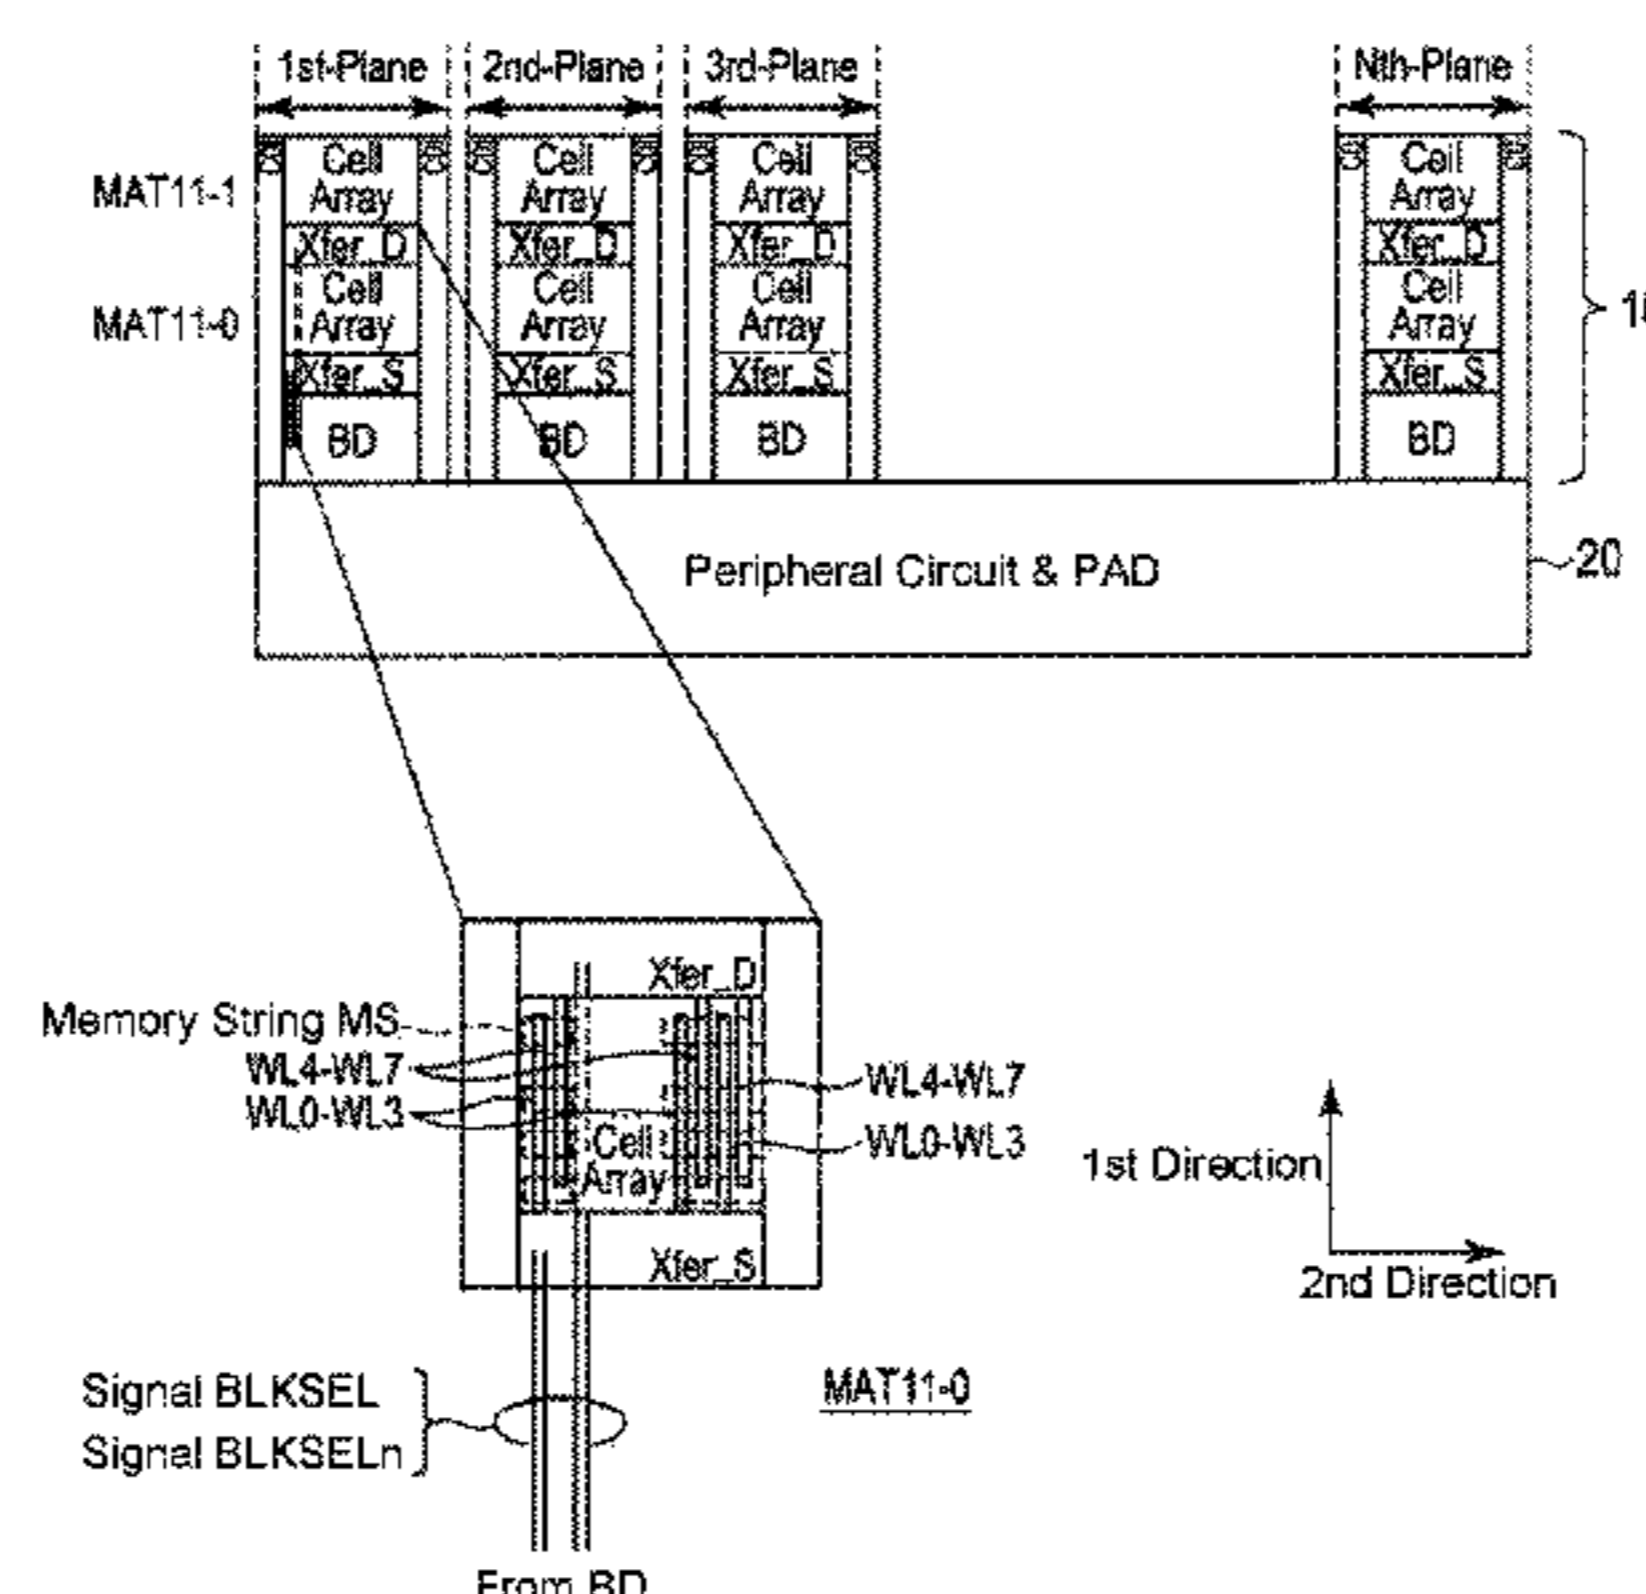 1st-Plane 2nd-Plane 3rd-Plane Nth-Plane
MAT11-1
Cell Array Cell Array Cell Array Cell Array
Xfer_D Xfer_D Xfer_D Xfer_D
MAT11-0
Cell Array Cell Array Cell Array Cell Array
Xfer_S Xfer_S Xfer_S Xfer_S
BD BD BD BD
Peripheral Circuit & PAD
20
Xfer_D
Memory String MS
WL4-WL7
WL0-WL3
Cell
Array
WL4-WL7
WL0-WL3
Xfer_S
1st Direction
2nd Direction
Signal BLKSEL
Signal BLKSELn
MAT11-0
From BD